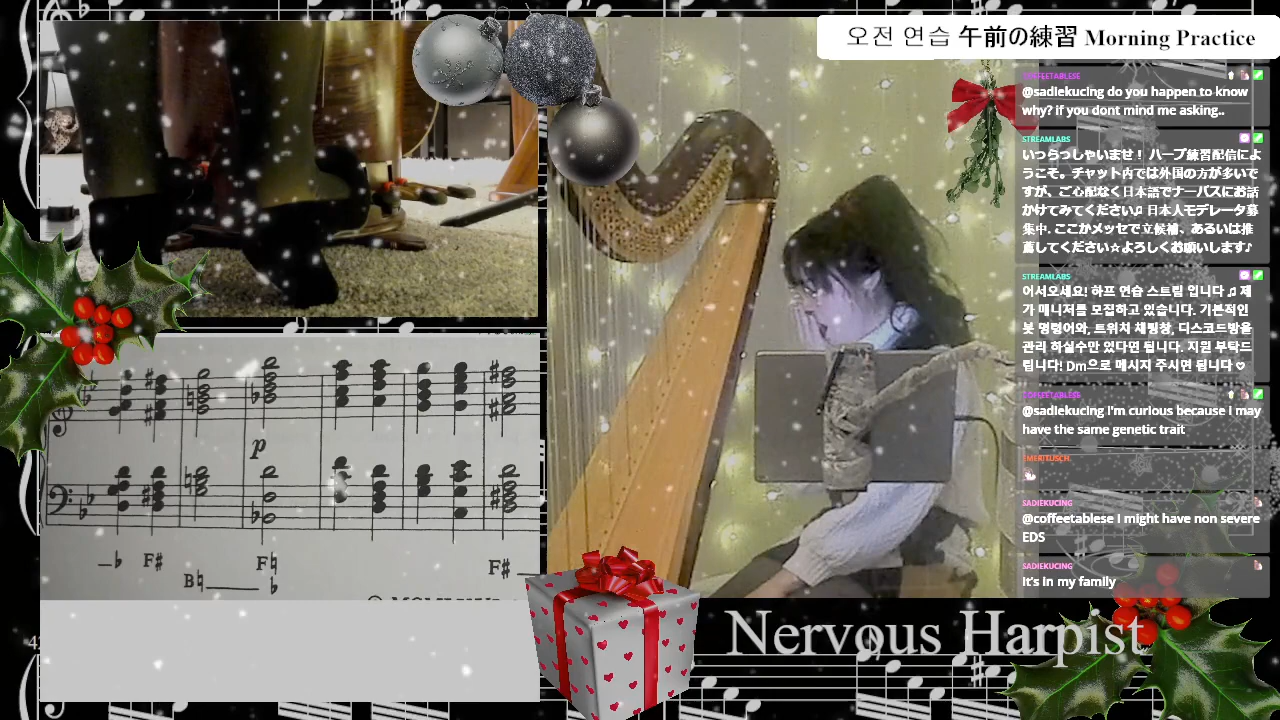 오전 연습 午前の練習 Morning Practice
COFFEETABLESE
@sadiekucing do you happen to know
why? if you dont mind me asking..
STREAMLABS
いらっしゃいませ！ ハープ練習配信によ
うこそ。チャット内では外国の方が多いで
すが、ご心配なく日本語でナーバスにお話
かけてみてください♫ 日本人モデレータ募
集中. ここかメッセで立候補、あるいは推
薦してください☆よろしくお願いします♪
STREAMLABS
어서오세요! 하프 연습 스트림 입니다 ♫ 제
가 매니저를 모집하고 있습니다. 기본적인
봇 명령어와, 트위치 채팅창, 디스코드방을
관리 하실수만 있다면 됩니다. 지원 부탁드
립니다! Dm으로 메시지 주시면 됩니다 ♡
COFFEETABLESE
@sadiekucing I'm curious because I may
have the same genetic trait
SADIEKUCING
@coffeetablese I might have non severe
EDS
SADIEKUCING
It's in my family
p
_♭ F# F♮ F# _
B♮____ ♭
Nervous Harpist